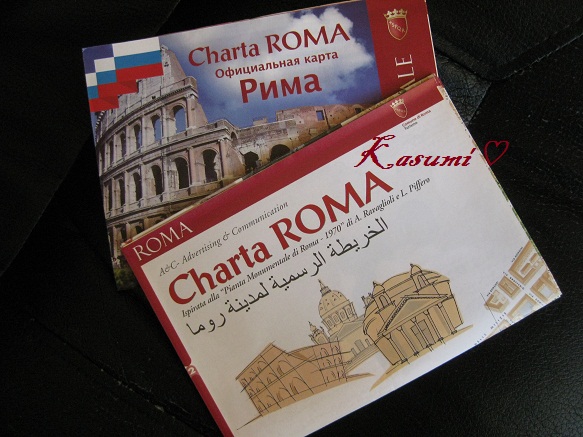 Charta ROMA
Официальная карта
Рима
LE
Kasumi ♡
ROMA
A&C- Advertising & Communication
Charta ROMA
Ispirata alla "Pianta Monumentale di Roma - 1970" di A. Ravaglioli e L. Piffero
الخريطة الرسمية لمدينة روما